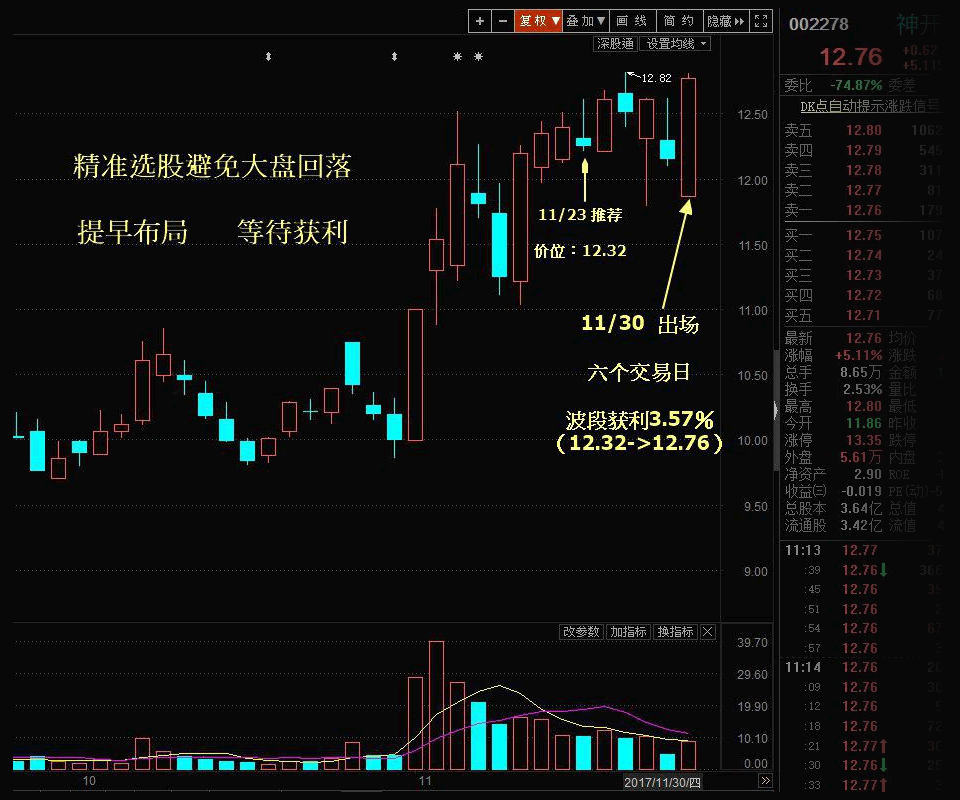 + − 复权▼ 叠加▼ 画线 简约 隐藏
深股通 设置均线
12.82
精准选股避免大盘回落
提早布局 等待获利
11/23 推荐
价位：12.32
11/30 出场
六个交易日
波段获利3.57%
（12.32->12.76）
12.50
12.00
11.50
11.00
10.50
10.00
9.50
9.00
改参数 加指标 换指标
39.70
29.60
19.90
10.10
0.00
10 11 2017/11/30/四
002278 神开
12.76 +0.62
+5.11
委比 -74.87% 委差
DK点自动提示涨跌信号
卖五 12.80 1062
卖四 12.79 545
卖三 12.78 311
卖二 12.77 81
卖一 12.76 179
买一 12.75 107
买二 12.74 24
买三 12.73 37
买四 12.72 68
买五 12.71 77
最新 12.76 均价
涨幅 +5.11% 涨跌
总手 8.65万 金额
换手 2.53% 量比
最高 12.80 最低
今开 11.86 昨收
涨停 13.35 跌停
外盘 5.61万 内盘
净资产 2.90 ROE
收益㈢ -0.019 PE(动)
总股本 3.64亿 总值
流通股 3.42亿 流值
11:13 12.77
:39 12.76↓
:45 12.76
:51 12.76
:54 12.76
:57 12.76
11:14 12.76
:09 12.76
:12 12.76
:18 12.76
:21 12.77↑
:30 12.76↓
:33 12.77↑